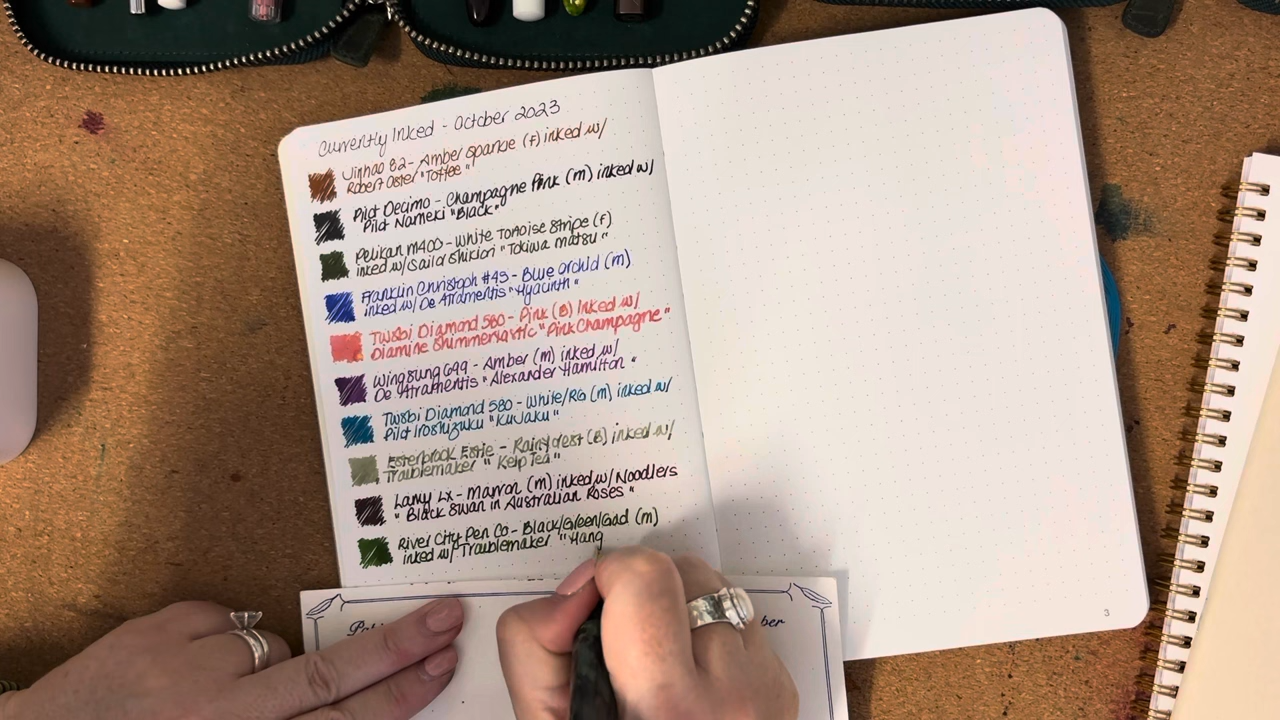 Currently Inked - October 2023
Jinhao 82 - Amber Sparkle (f) inked w/
Robert Oster "Toffee"
Pilot Decimo - Champagne Pink (m) inked w/
Pilot Namiki "Black"
Pelikan m400 - White Tortoise Stripe (f)
inked w/ Sailor Shikiori "Tokiwa Matsu"
Franklin Christoph #45 - Blue Orchid (m)
inked w/ De Atramentis "Hyacinth"
Twsbi Diamond 580 - Pink (B) inked w/
Diamine Shimmertastic "Pink Champagne"
WingSung 699 - Amber (m) inked w/
De Atramentis "Alexander Hamilton"
Twsbi Diamond 580 - White/RG (m) inked w/
Pilot Iroshizuku "KuJaku"
Esterbrook Estie - Raindrest (B) inked w/
Troublemaker "Kelp Tea"
Lamy Lx - Marron (m) inked w/ Noodlers
"Black Swan in Australian Roses"
River City Pen Co - Black/Green/Gold (m)
inked w/ Troublemaker "Hang
ber
3